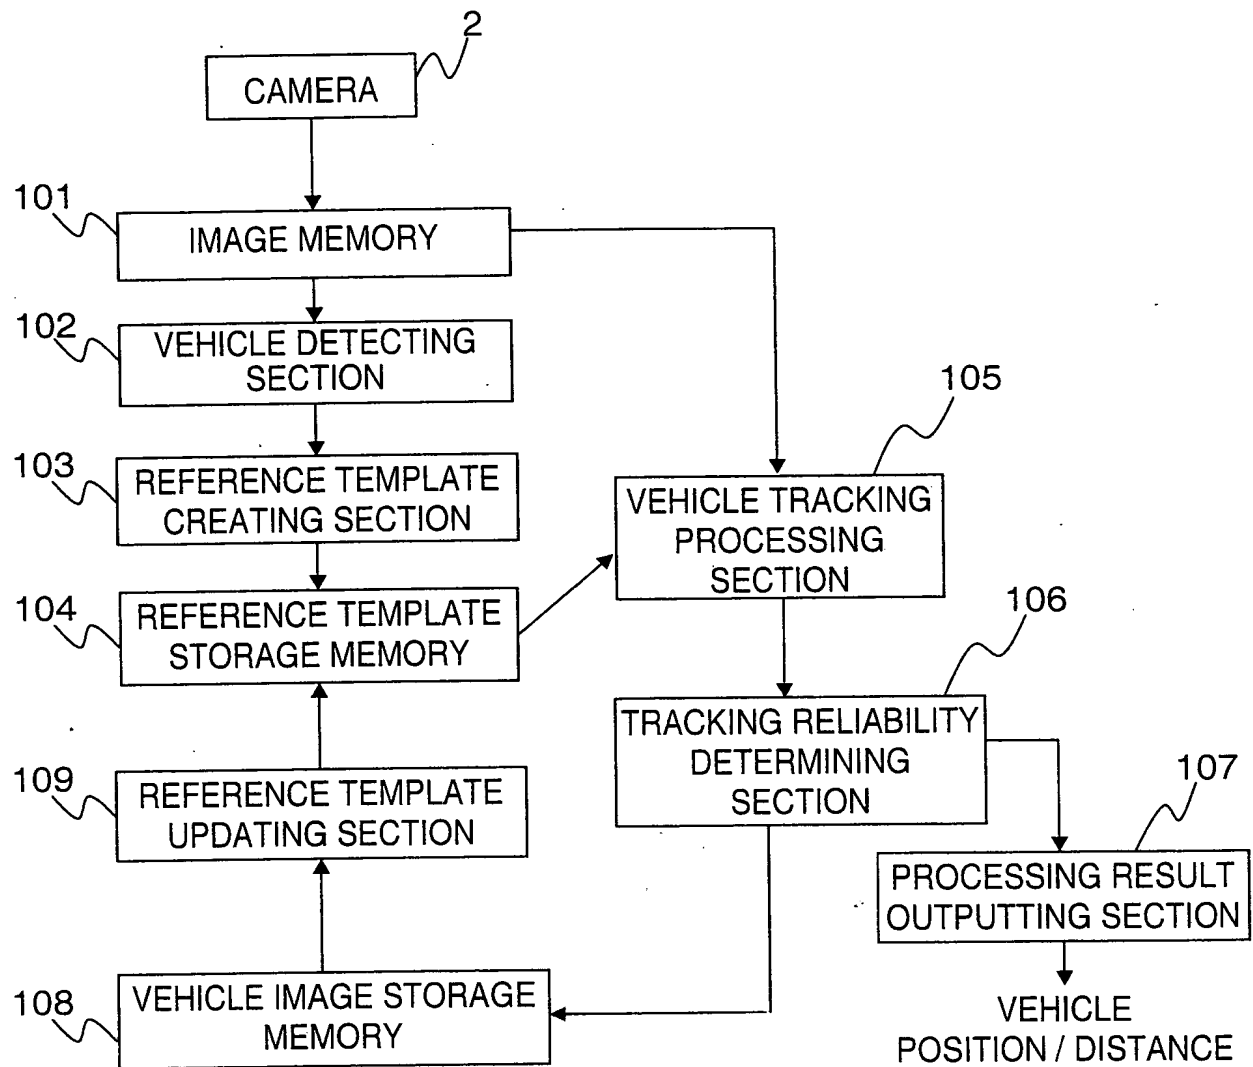 2
CAMERA
101
IMAGE MEMORY
102
VEHICLE DETECTING
SECTION
103
REFERENCE TEMPLATE
CREATING SECTION
104
REFERENCE TEMPLATE
STORAGE MEMORY
105
VEHICLE TRACKING
PROCESSING
SECTION
106
TRACKING RELIABILITY
DETERMINING
SECTION
109
REFERENCE TEMPLATE
UPDATING SECTION
107
PROCESSING RESULT
OUTPUTTING SECTION
108
VEHICLE IMAGE STORAGE
MEMORY
VEHICLE
POSITION / DISTANCE